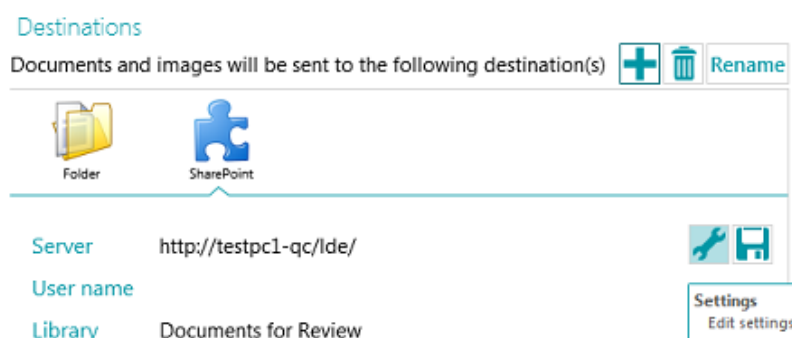 Destinations
Documents and images will be sent to the following destination(s) Rename
Folder SharePoint
Server http://testpc1-qc/lde/
User name
Settings
Edit settings
Library Documents for Review